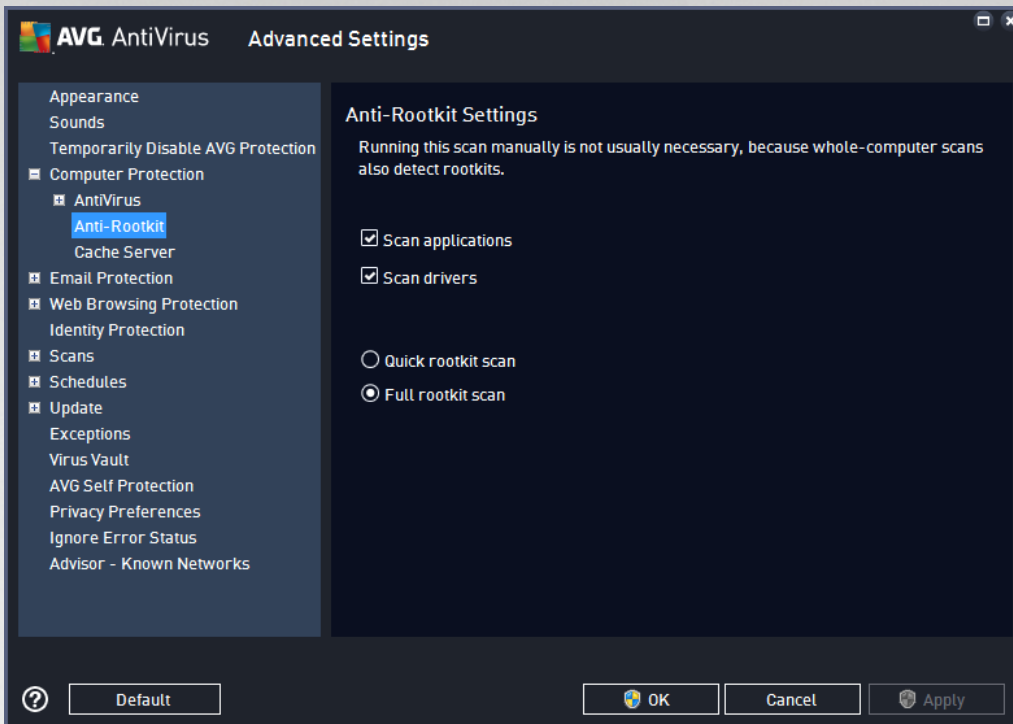 AVG. AntiVirus Advanced Settings
Appearance
Sounds
Temporarily Disable AVG Protection
Computer Protection
AntiVirus
Anti-Rootkit
Cache Server
Email Protection
Web Browsing Protection
Identity Protection
Scans
Schedules
Update
Exceptions
Virus Vault
AVG Self Protection
Privacy Preferences
Ignore Error Status
Advisor - Known Networks
Anti-Rootkit Settings
Running this scan manually is not usually necessary, because whole-computer scans
also detect rootkits.
Scan applications
Scan drivers
Quick rootkit scan
Full rootkit scan
? Default OK Cancel Apply